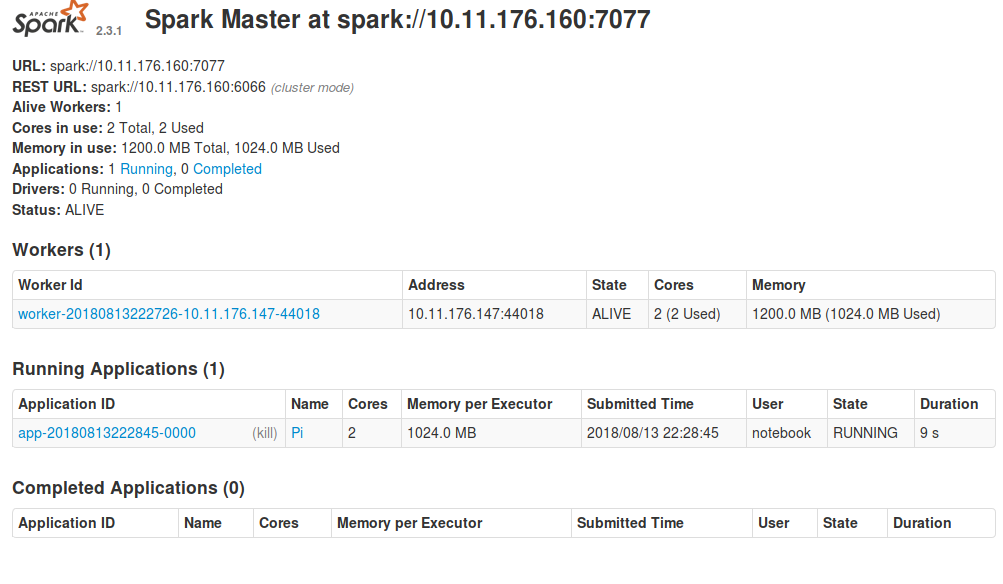 APACHE
Spark 2.3.1 Spark Master at spark://10.11.176.160:7077
URL: spark://10.11.176.160:7077
REST URL: spark://10.11.176.160:6066 (cluster mode)
Alive Workers: 1
Cores in use: 2 Total, 2 Used
Memory in use: 1200.0 MB Total, 1024.0 MB Used
Applications: 1 Running, 0 Completed
Drivers: 0 Running, 0 Completed
Status: ALIVE
Workers (1)
Worker Id Address State Cores Memory
worker-20180813222726-10.11.176.147-44018 10.11.176.147:44018 ALIVE 2 (2 Used) 1200.0 MB (1024.0 MB Used)
Running Applications (1)
Application ID Name Cores Memory per Executor Submitted Time User State Duration
app-20180813222845-0000 (kill) Pi 2 1024.0 MB 2018/08/13 22:28:45 notebook RUNNING 9 s
Completed Applications (0)
Application ID Name Cores Memory per Executor Submitted Time User State Duration